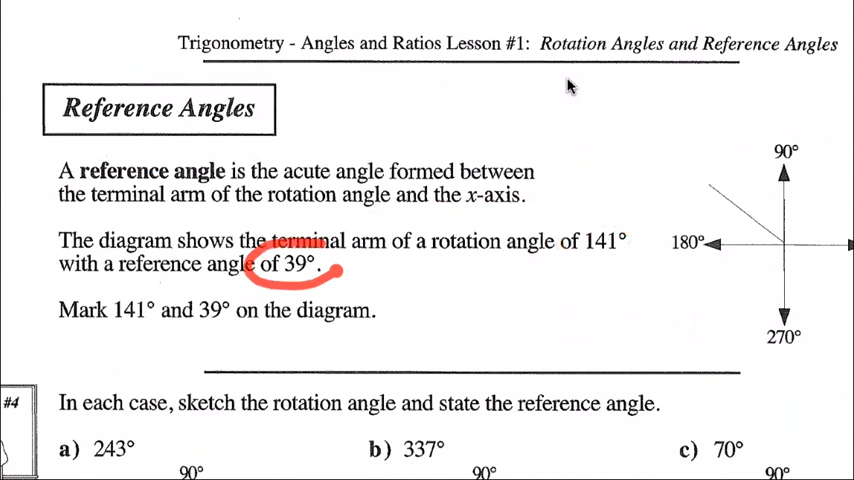 Trigonometry - Angles and Ratios Lesson #1: Rotation Angles and Reference Angles
Reference Angles
A reference angle is the acute angle formed between
the terminal arm of the rotation angle and the x-axis.
The diagram shows the terminal arm of a rotation angle of 141°
with a reference angle of 39°.
Mark 141° and 39° on the diagram.
90°
180°
270°
#4
In each case, sketch the rotation angle and state the reference angle.
a) 243°
b) 337°
c) 70°
90°
90°
90°